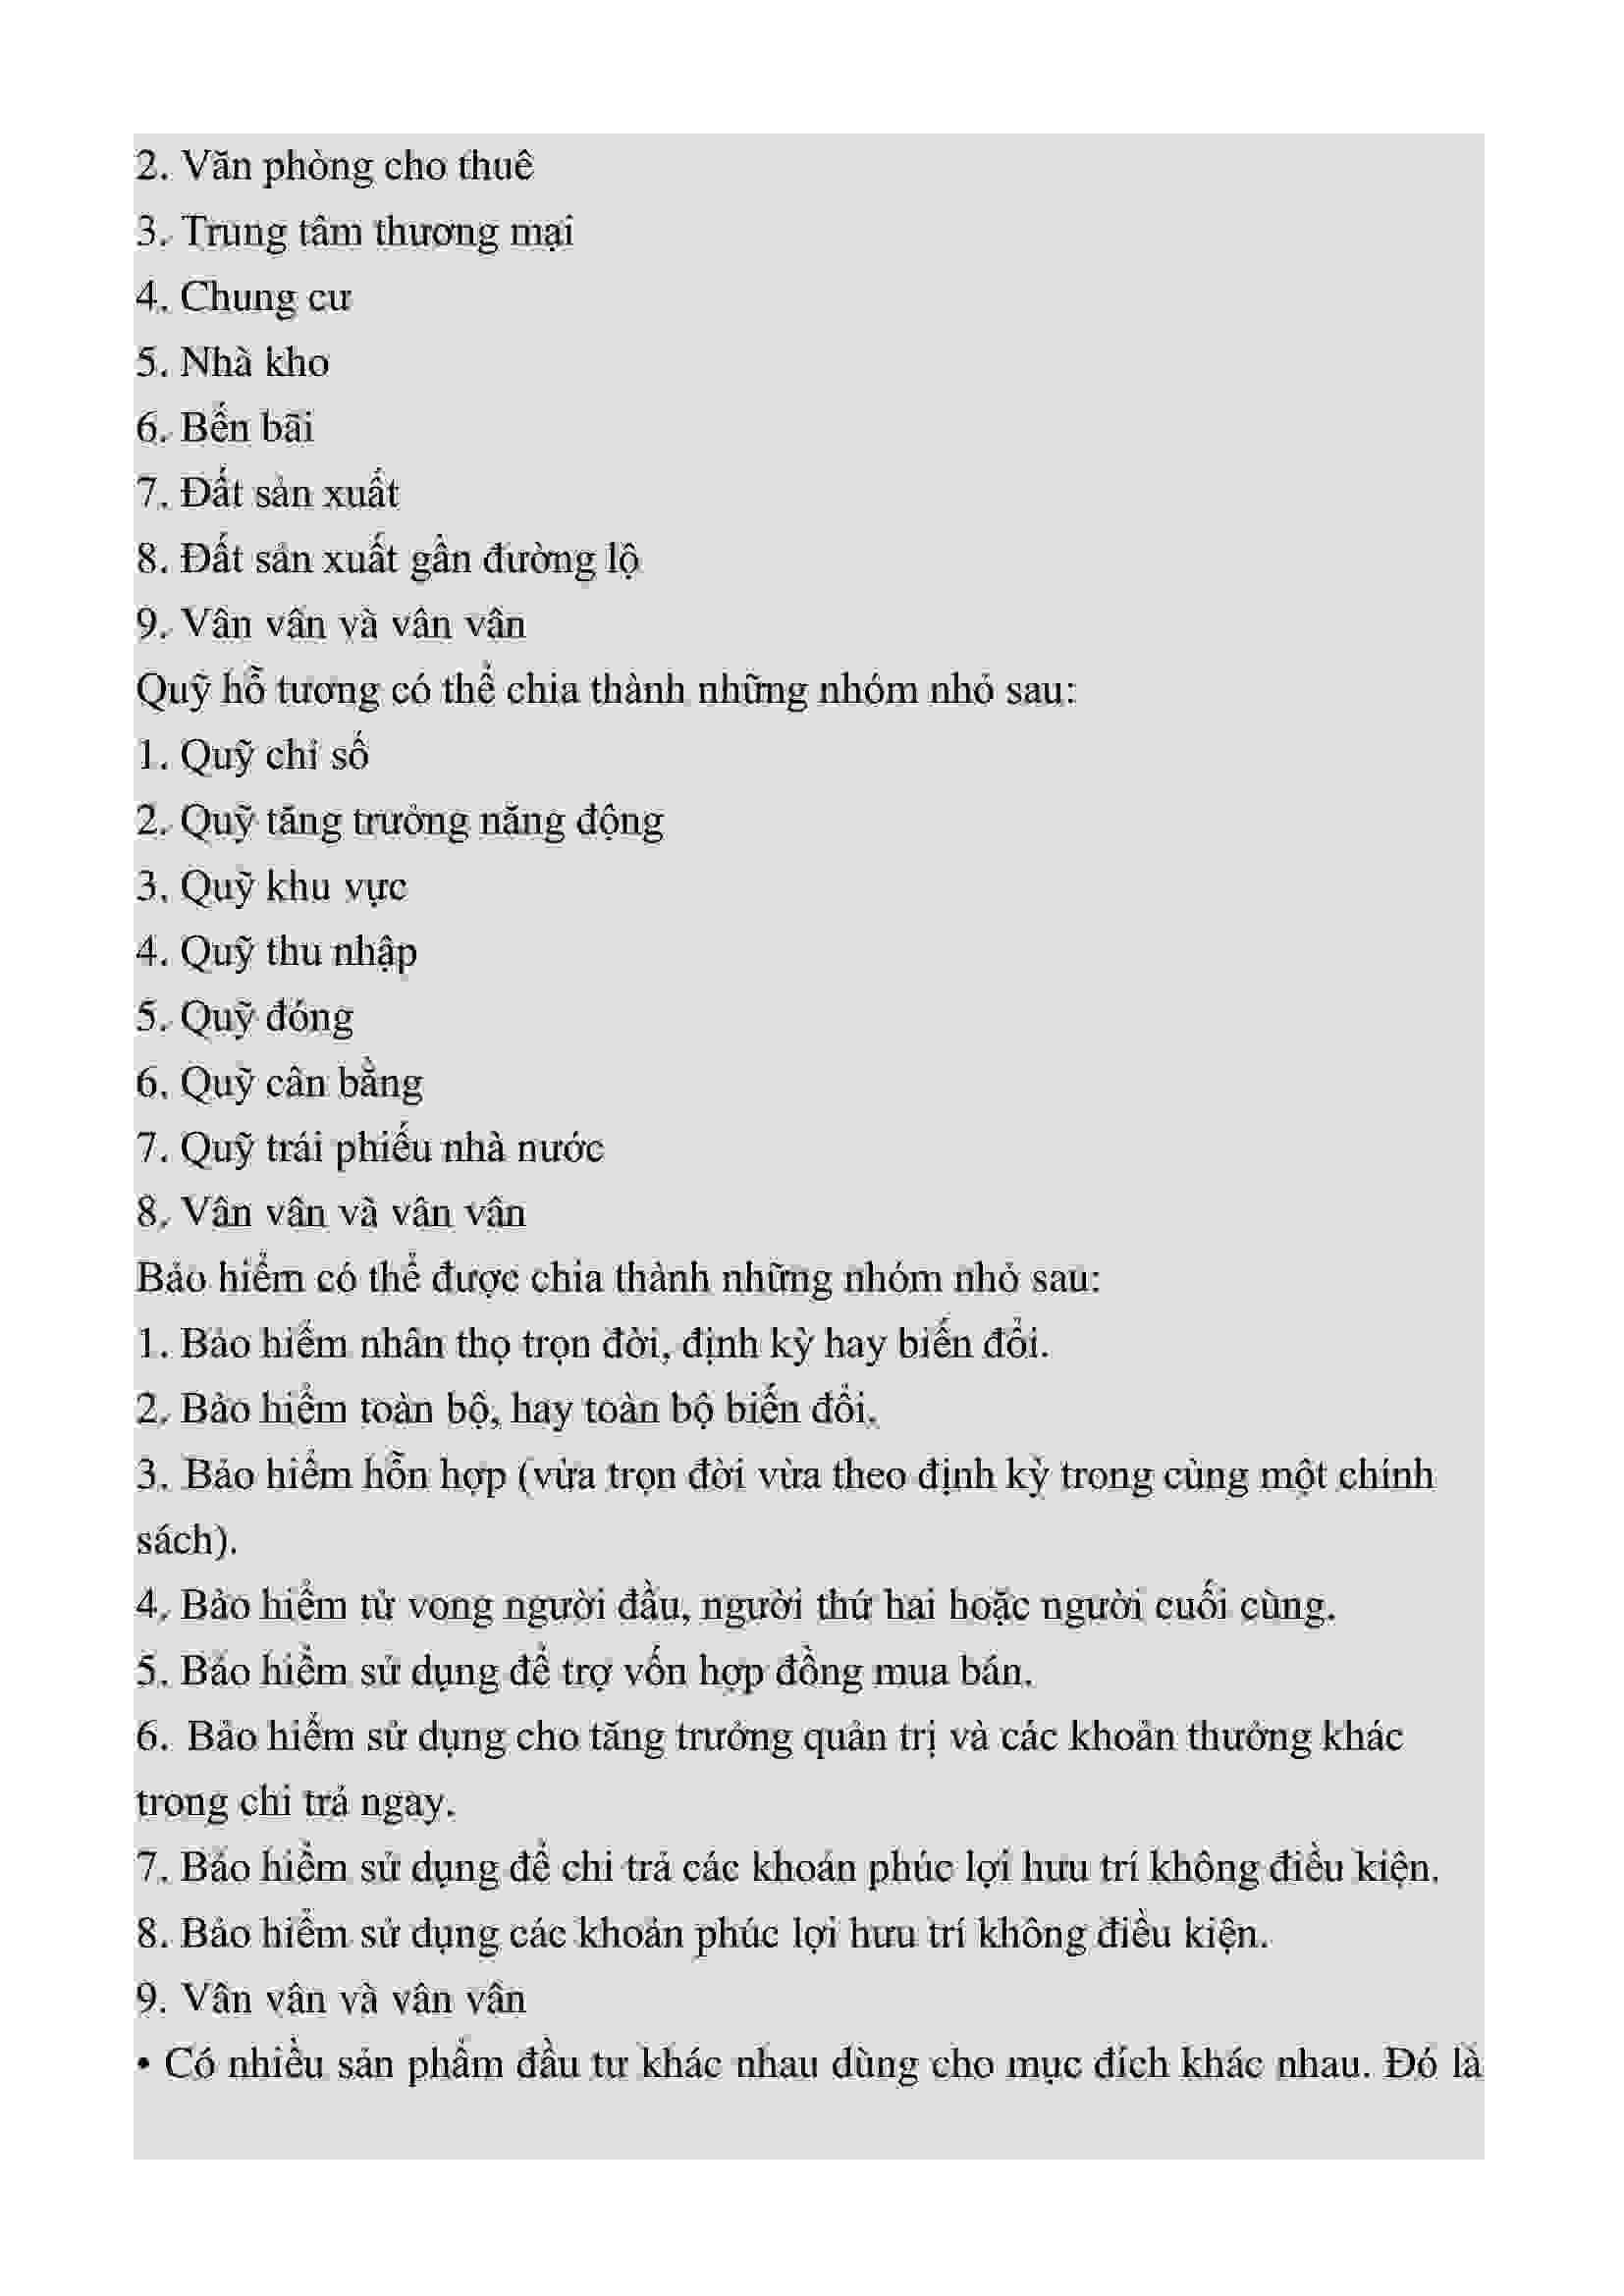 2. Văn phòng cho thuê
3. Trung tâm thương mại
4. Chung cư
5. Nhà kho
6. Bến bãi
7. Đất sản xuất
8. Đất sản xuất gần đường lộ
9. Vân vân và vân vân
Quỹ hỗ tương có thể chia thành những nhóm nhỏ sau:
1. Quỹ chỉ số
2. Quỹ tăng trưởng năng động
3. Quỹ khu vực
4. Quỹ thu nhập
5. Quỹ đóng
6. Quỹ cân bằng
7. Quỹ trái phiếu nhà nước
8. Vân vân và vân vân
Bảo hiểm có thể được chia thành những nhóm nhỏ sau:
1. Bảo hiểm nhân thọ trọn đời, định kỳ hay biến đổi.
2. Bảo hiểm toàn bộ, hay toàn bộ biến đổi.
3. Bảo hiểm hỗn hợp (vừa trọn đời vừa theo định kỳ trong cùng một chính
sách).
4. Bảo hiểm tử vong người đầu, người thứ hai hoặc người cuối cùng.
5. Bảo hiểm sử dụng để trợ vốn hợp đồng mua bán.
6. Bảo hiểm sử dụng cho tăng trưởng quản trị và các khoản thưởng khác
trong chi trả ngay.
7. Bảo hiểm sử dụng để chi trả các khoản phúc lợi hưu trí không điều kiện.
8. Bảo hiểm sử dụng các khoản phúc lợi hưu trí không điều kiện.
9. Vân vân và vân vân
• Có nhiều sản phẩm đầu tư khác nhau dùng cho mục đích khác nhau. Đó là